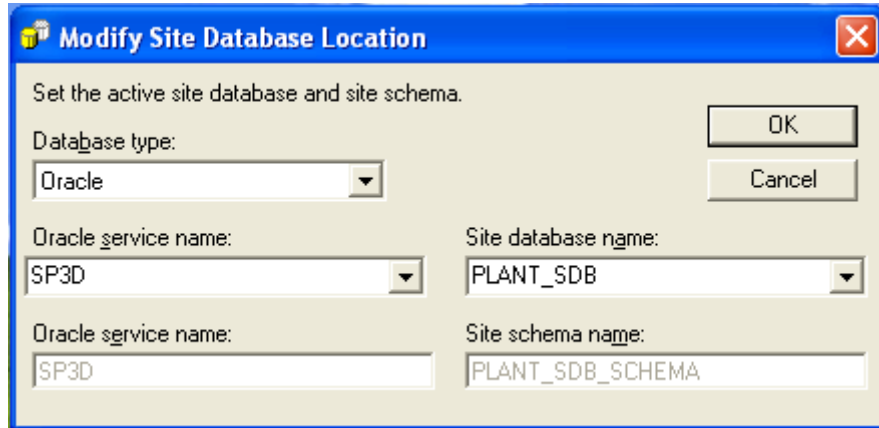 Modify Site Database Location
Set the active site database and site schema.
OK
Database type:
Oracle
Cancel
Oracle service name: Site database name:
SP3D PLANT_SDB
Oracle service name: Site schema name:
SP3D PLANT_SDB_SCHEMA